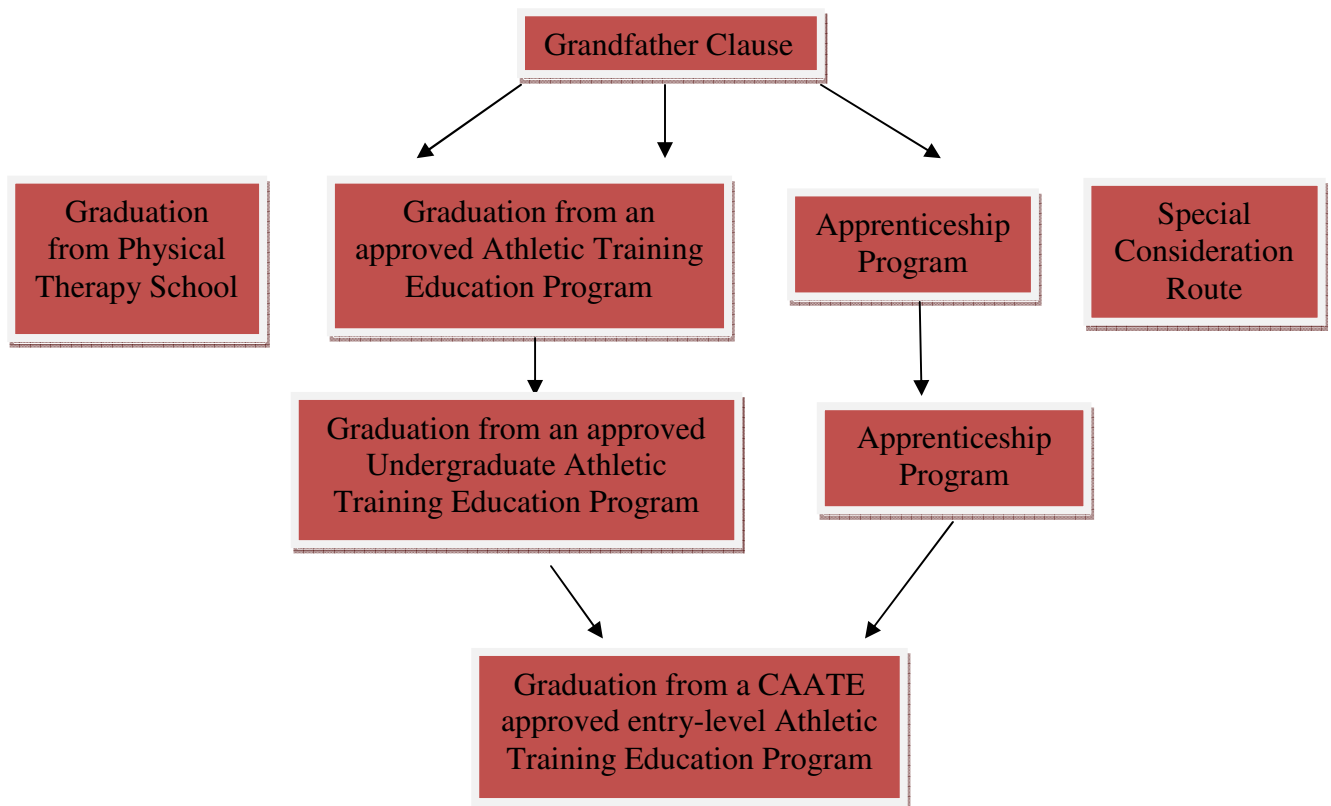 Grandfather Clause
Graduation
from Physical
Therapy School
Graduation from an
approved Athletic Training
Education Program
Apprenticeship
Program
Special
Consideration
Route
Graduation from an approved
Undergraduate Athletic
Training Education Program
Apprenticeship
Program
Graduation from a CAATE
approved entry-level Athletic
Training Education Program